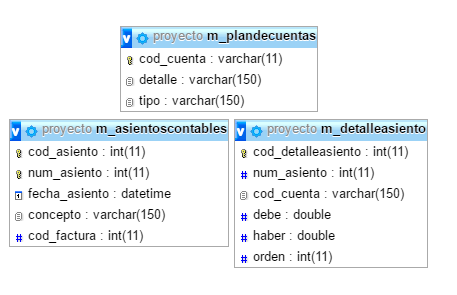 v proyecto m_plandecuentas
cod_cuenta : varchar(11)
detalle : varchar(150)
tipo : varchar(150)
v proyecto m_asientoscontables
cod_asiento : int(11)
num_asiento : int(11)
fecha_asiento : datetime
concepto : varchar(150)
# cod_factura : int(11)
v proyecto m_detalleasiento
cod_detalleasiento : int(11)
# num_asiento : int(11)
cod_cuenta : varchar(150)
# debe : double
# haber : double
# orden : int(11)